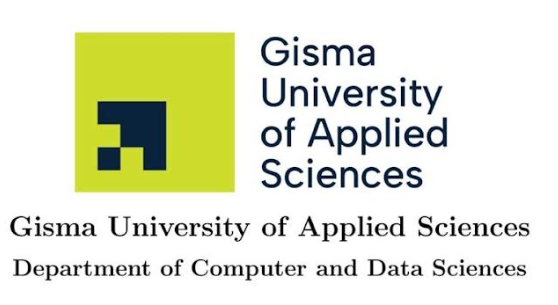 Gisma
University
of Applied
Sciences
Gisma University of Applied Sciences
Department of Computer and Data Sciences